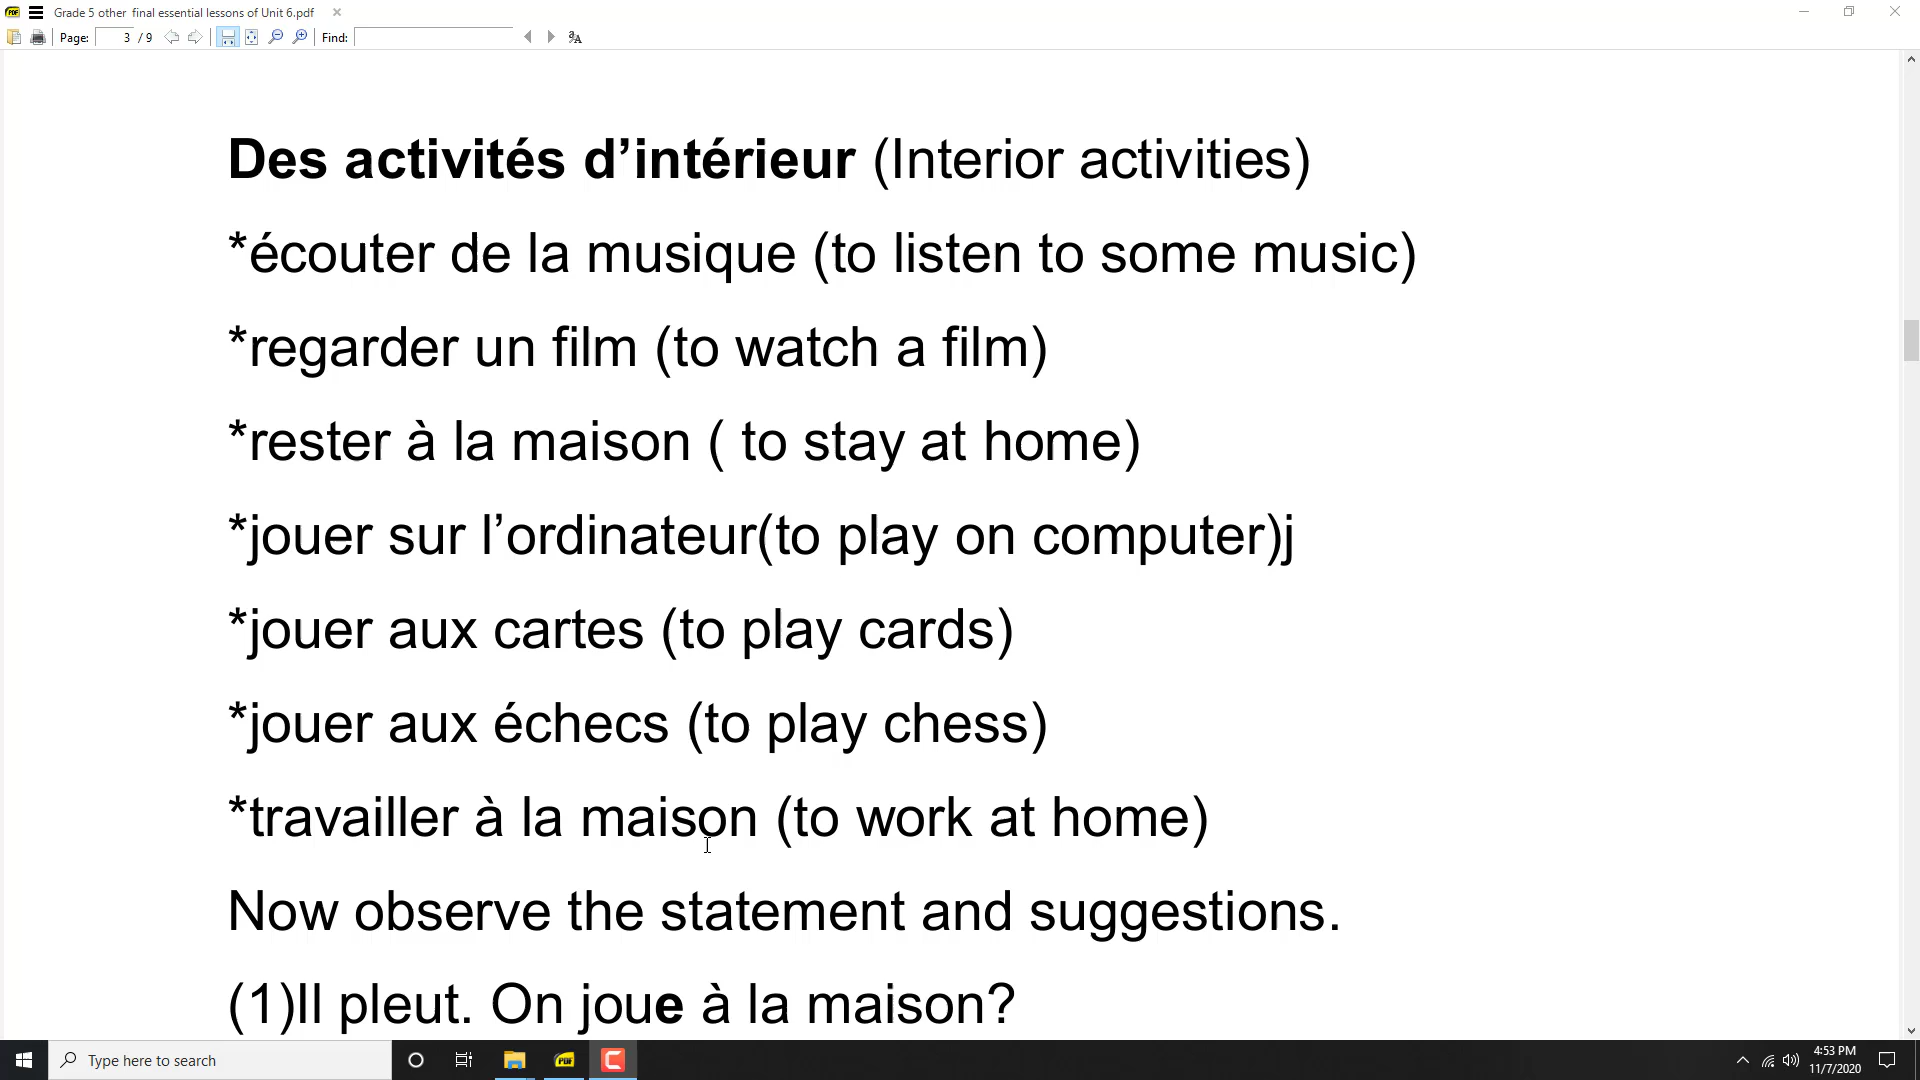 Grade 5 other  final essential lessons of Unit 6.pdf
Page: 3 / 9 Find:
Des activités d’intérieur (Interior activities)
*écouter de la musique (to listen to some music)
*regarder un film (to watch a film)
*rester à la maison ( to stay at home)
*jouer sur l’ordinateur(to play on computer)j
*jouer aux cartes (to play cards)
*jouer aux échecs (to play chess)
*travailler à la maison (to work at home)
Now observe the statement and suggestions.
(1)Il pleut. On joue à la maison?
Type here to search
PDF
4:53 PM
11/7/2020